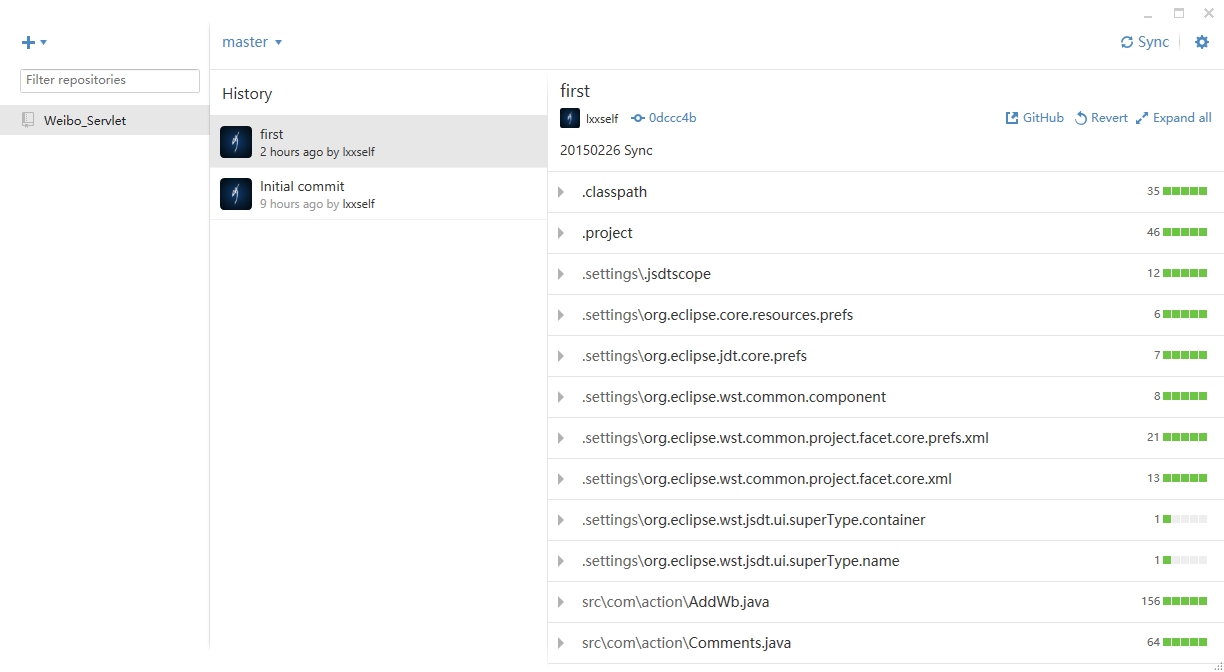 master
Sync
Filter repositories
Weibo_Servlet
History
first
2 hours ago by lxxself
Initial commit
9 hours ago by lxxself
first
lxxself 0dccc4b
GitHub Revert Expand all
20150226 Sync
.classpath 35
.project 46
.settings\.jsdtscope 12
.settings\org.eclipse.core.resources.prefs 6
.settings\org.eclipse.jdt.core.prefs 7
.settings\org.eclipse.wst.common.component 8
.settings\org.eclipse.wst.common.project.facet.core.prefs.xml 21
.settings\org.eclipse.wst.common.project.facet.core.xml 13
.settings\org.eclipse.wst.jsdt.ui.superType.container 1
.settings\org.eclipse.wst.jsdt.ui.superType.name 1
src\com\action\AddWb.java 156
src\com\action\Comments.java 64